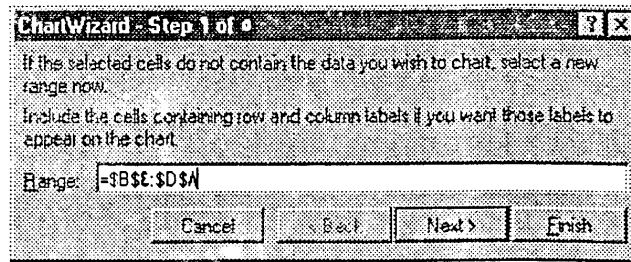 ChartWizard - Step 1 of
If the selected cells do not contain the data you wish to chart, select a new
range now.
Include the cells containing row and column labels if you want those labels to
appear on the chart.
Range:
Cancel < Back Next > Finish